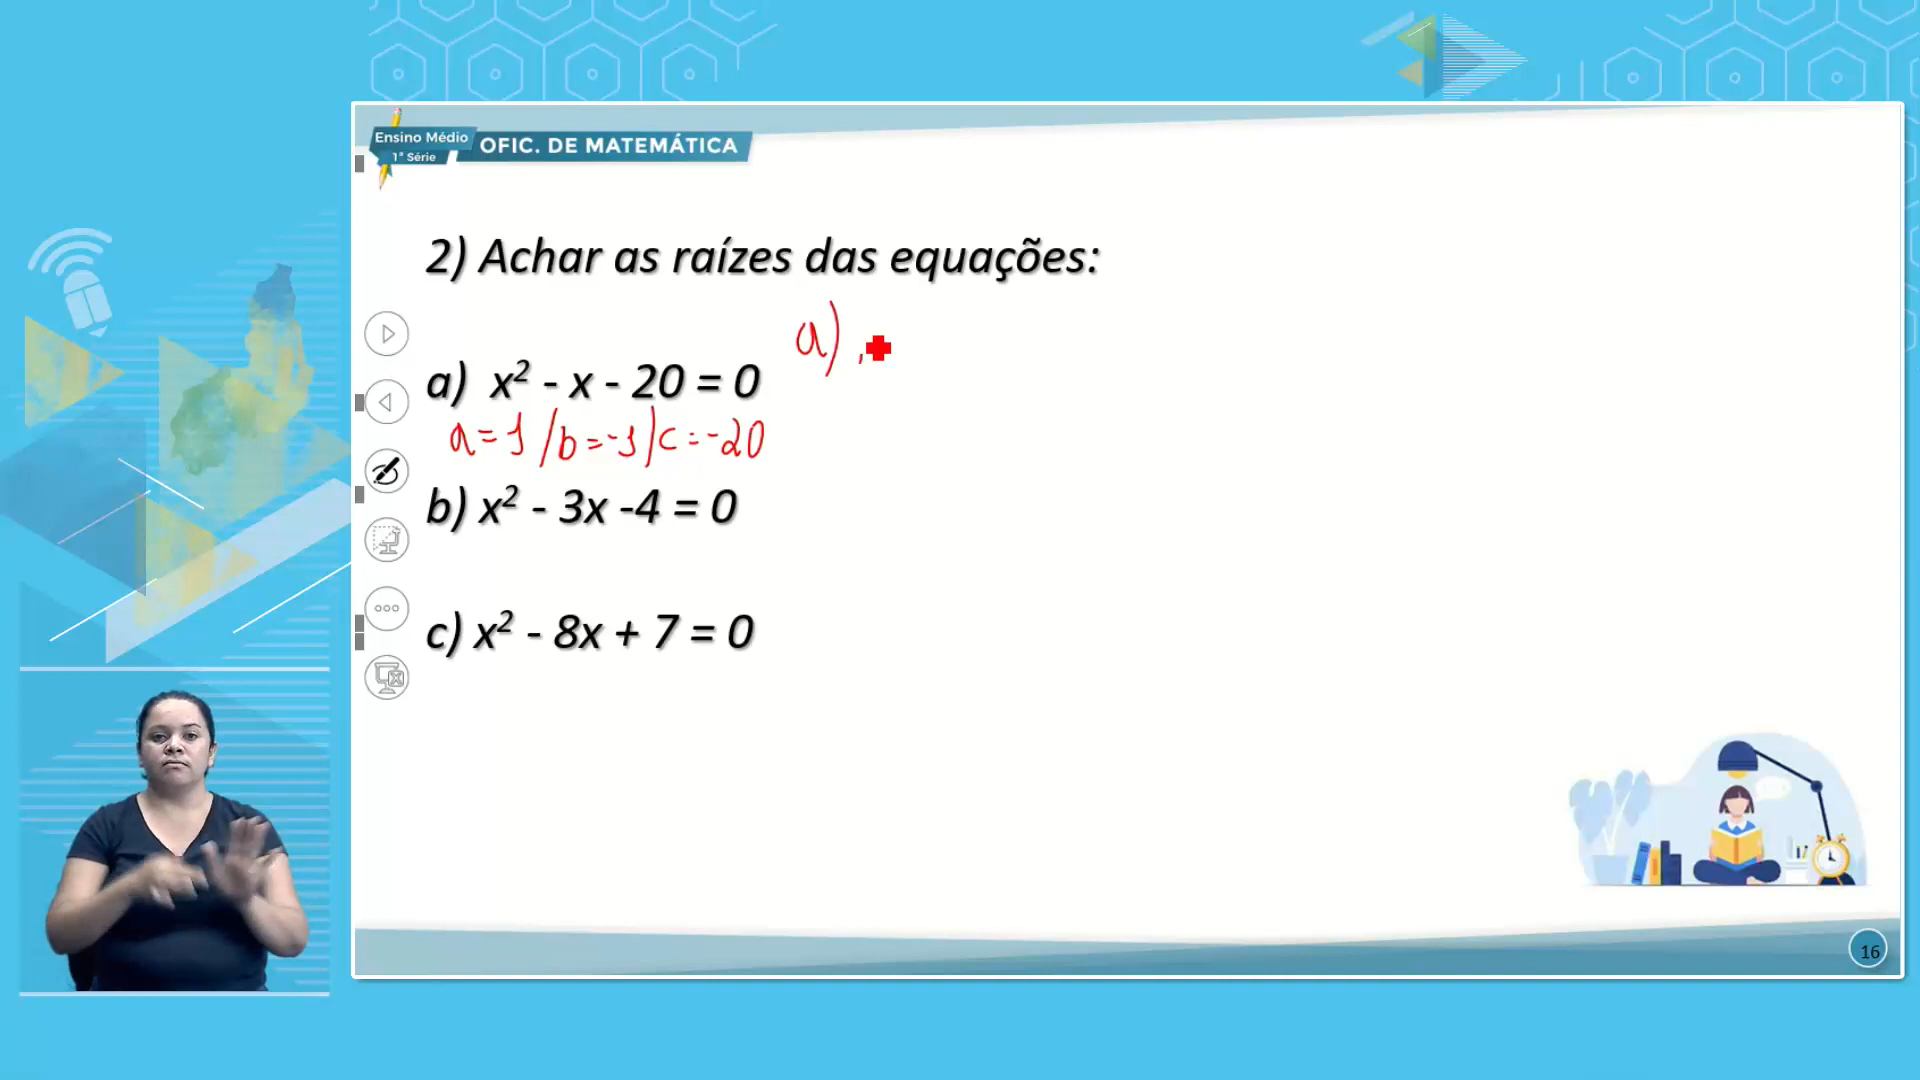 Ensino Médio
1ª Série
OFIC. DE MATEMÁTICA
2) Achar as raízes das equações:
a)
a) x² - x - 20 = 0
a = 1 / b = -1 / c = -20
b) x² - 3x -4 = 0
c) x² - 8x + 7 = 0
16